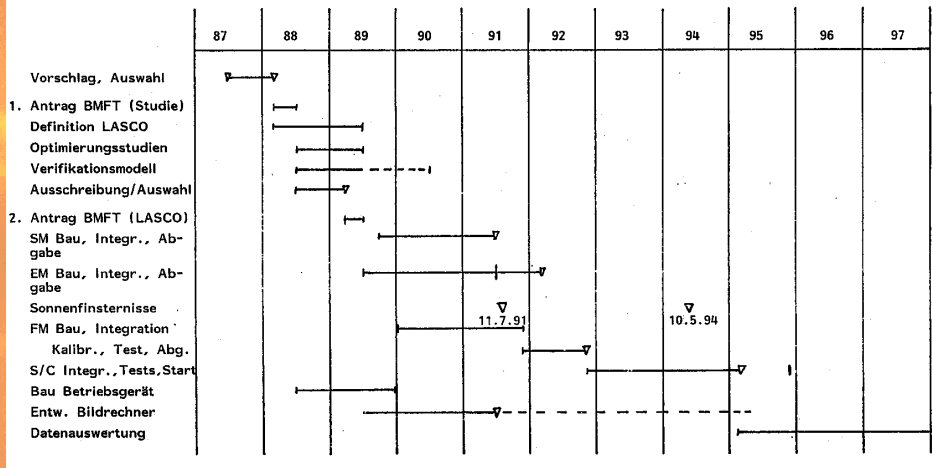 87 88 89 90 91 92 93 94 95 96 97
Vorschlag, Auswahl
1. Antrag BMFT (Studie)
Definition LASCO
Optimierungsstudien
Verifikationsmodell
Ausschreibung/Auswahl
2. Antrag BMFT (LASCO)
SM Bau, Integr., Ab-
gabe
EM Bau, Integr., Ab-
gabe
Sonnenfinsternisse
11.7.91 10.5.94
FM Bau, Integration
Kalibr., Test, Abg.
S/C Integr.,Tests,Start
Bau Betriebsgerät
Entw. Bildrechner
Datenauswertung